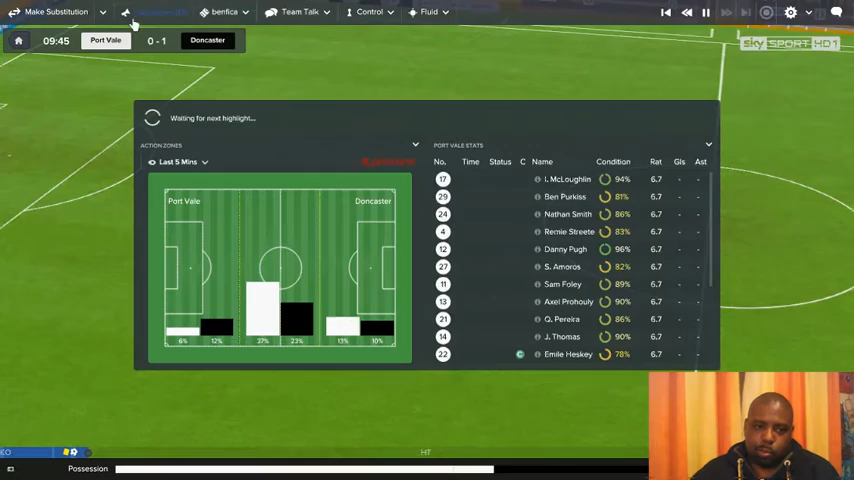 Make Substitution
benfica
Team Talk
Control
Fluid
09:45 Port Vale 0 - 1 Doncaster
sky SPORT HD1
Waiting for next highlight...
ACTION ZONES
Last 5 Mins
Port Vale Doncaster
6% 12% 37% 23% 13% 10%
PORT VALE STATS
No. Time Status C Name Condition Rat Gls Ast
17 I. McLoughlin 94% 6.7 - -
29 Ben Purkiss 81% 6.7 - -
24 Nathan Smith 86% 6.7 - -
4 Remie Streete 83% 6.7 - -
12 Danny Pugh 96% 6.7 - -
27 S. Amoros 82% 6.7 - -
11 Sam Foley 89% 6.7 - -
13 Axel Prohouly 90% 6.7 - -
21 Q. Pereira 86% 6.7 - -
14 J. Thomas 90% 6.7 - -
22 C Emile Heskey 78% 6.7 - -
KO
HT
Possession